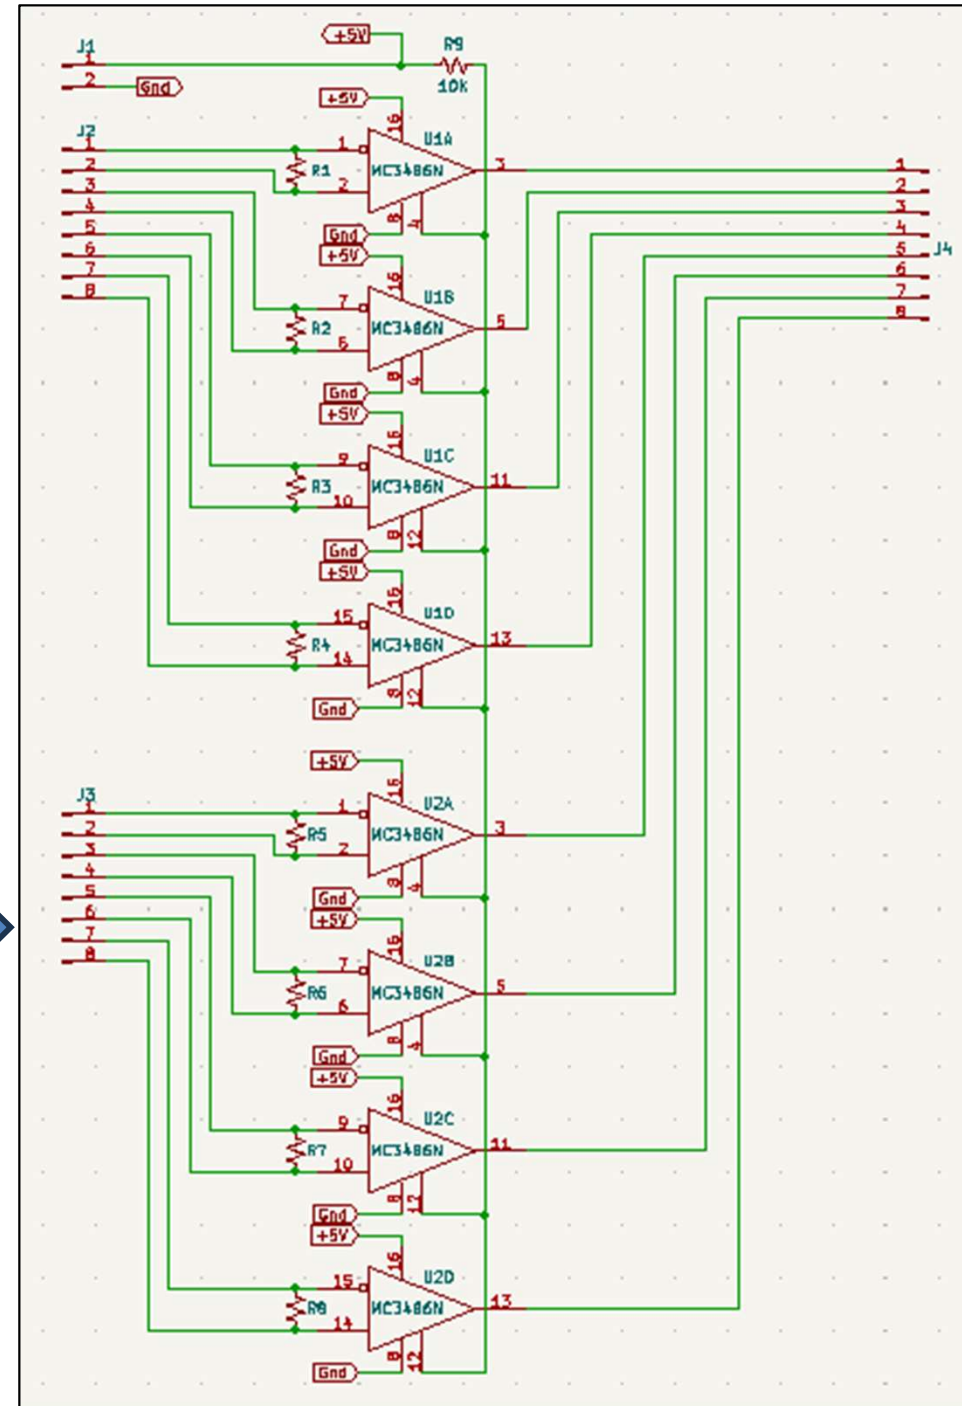 +5V
J1
R9
1
10k
2
Gnd
+5V
16
U1A
J2
1
2
3
4
5
6
7
8
R1
1
2
MC3486N
3
8
4
Gnd
+5V
16
U1B
R2
7
6
MC3486N
5
8
4
Gnd
+5V
16
U1C
R3
9
10
MC3486N
11
8
12
Gnd
+5V
16
U1D
R4
15
14
MC3486N
13
8
12
Gnd
1
2
3
4
5
6
7
8
J4
+5V
16
U2A
J3
1
2
3
4
5
6
7
8
R5
1
2
MC3486N
3
8
4
Gnd
+5V
16
U2B
R6
7
6
MC3486N
5
8
4
Gnd
+5V
16
U2C
R7
9
10
MC3486N
11
8
12
Gnd
+5V
16
U2D
R8
15
14
MC3486N
13
8
12
Gnd